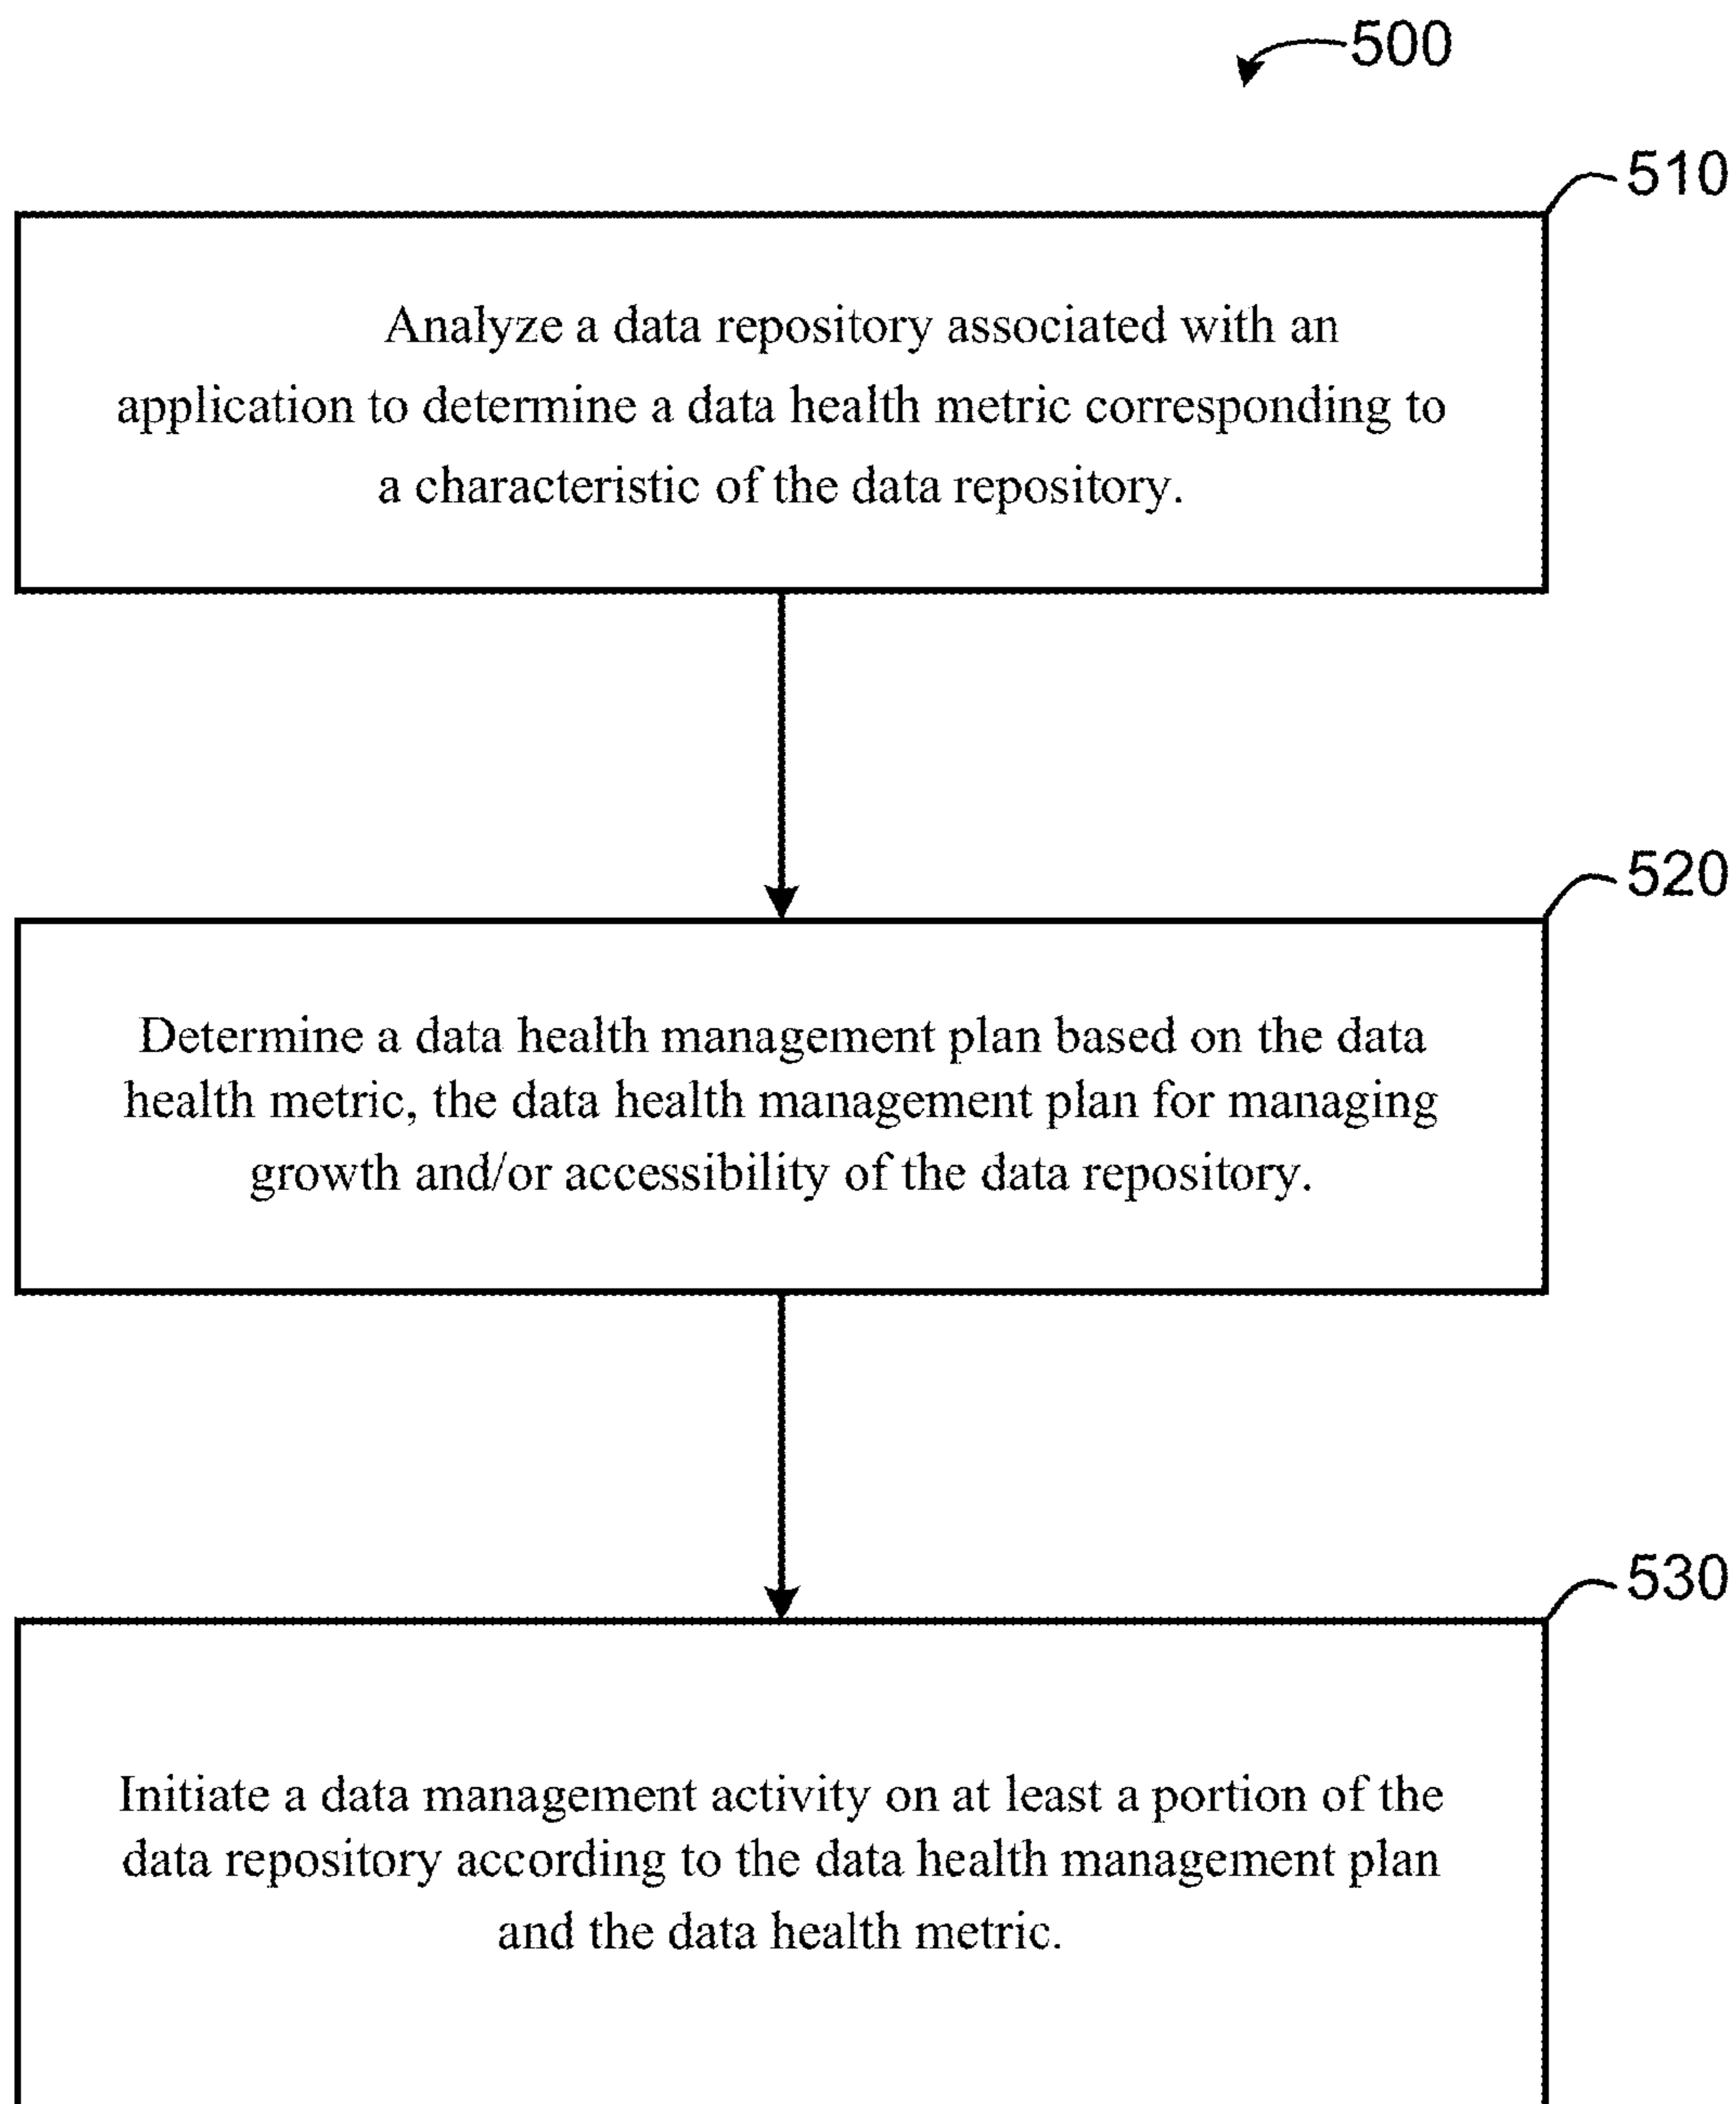 500
510
Analyze a data repository associated with an
application to determine a data health metric corresponding to
a characteristic of the data repository.
520
Determine a data health management plan based on the data
health metric, the data health management plan for managing
growth and/or accessibility of the data repository.
530
Initiate a data management activity on at least a portion of the
data repository according to the data health management plan
and the data health metric.